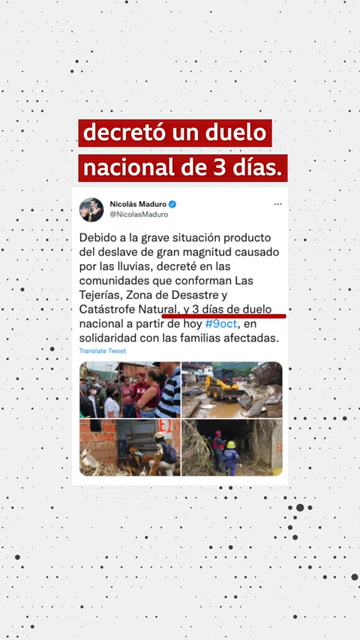 decretó un duelo
nacional de 3 días.
Nicolás Maduro
@NicolasMaduro
Debido a la grave situación producto
del deslave de gran magnitud causado
por las lluvias, decreté en las
comunidades que conforman Las
Tejerías, Zona de Desastre y
Catástrofe Natural, y 3 días de duelo
nacional a partir de hoy #9oct, en
solidaridad con las familias afectadas.
Translate Tweet